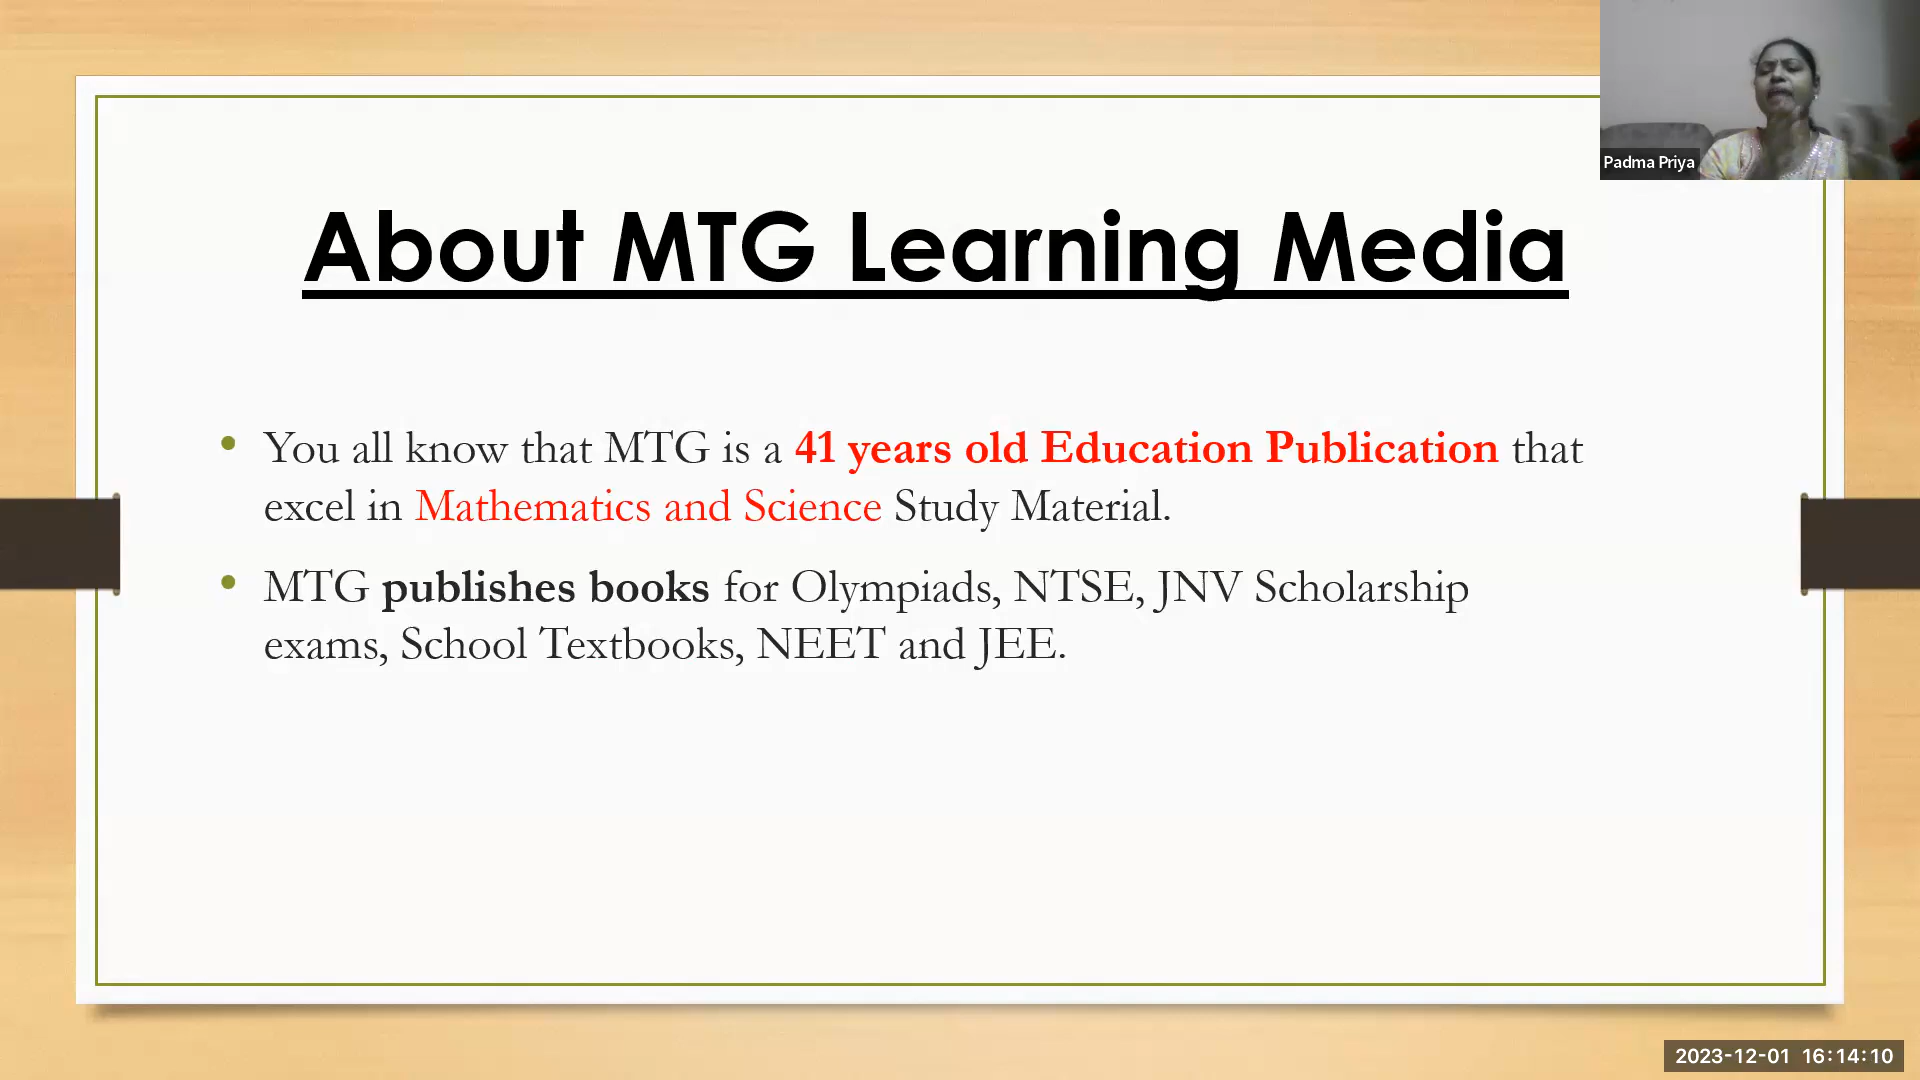 Padma Priya
About MTG Learning Media
• You all know that MTG is a 41 years old Education Publication that
excel in Mathematics and Science Study Material.
• MTG publishes books for Olympiads, NTSE, JNV Scholarship
exams, School Textbooks, NEET and JEE.
2023-12-01 16:14:10